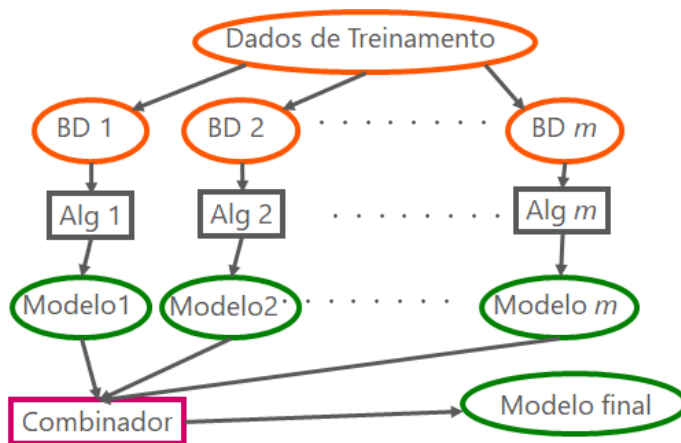 Dados de Treinamento
BD 1
BD 2
. . . . . . . . . .
BD m
Alg 1
Alg 2
. . . . . . . . . .
Alg m
Modelo1
Modelo2
. . . . . . . . . .
Modelo m
Combinador
Modelo final